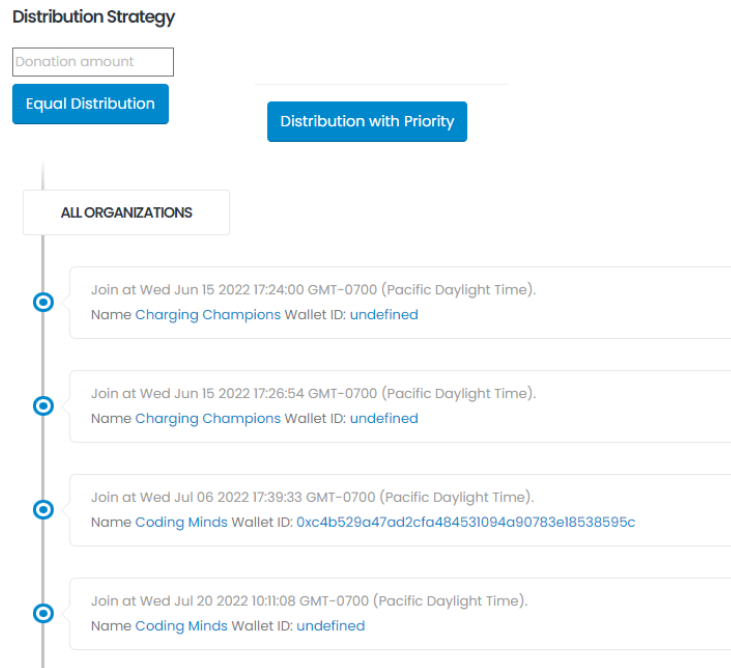 Distribution Strategy
Donation amount
Equal Distribution
Distribution with Priority
ALL ORGANIZATIONS
Join at Wed Jun 15 2022 17:24:00 GMT-0700 (Pacific Daylight Time).
Name Charging Champions Wallet ID: undefined
Join at Wed Jun 15 2022 17:26:54 GMT-0700 (Pacific Daylight Time).
Name Charging Champions Wallet ID: undefined
Join at Wed Jul 06 2022 17:39:33 GMT-0700 (Pacific Daylight Time).
Name Coding Minds Wallet ID: 0xc4b529a47ad2cfa484531094a90783e18538595c
Join at Wed Jul 20 2022 10:11:08 GMT-0700 (Pacific Daylight Time).
Name Coding Minds Wallet ID: undefined